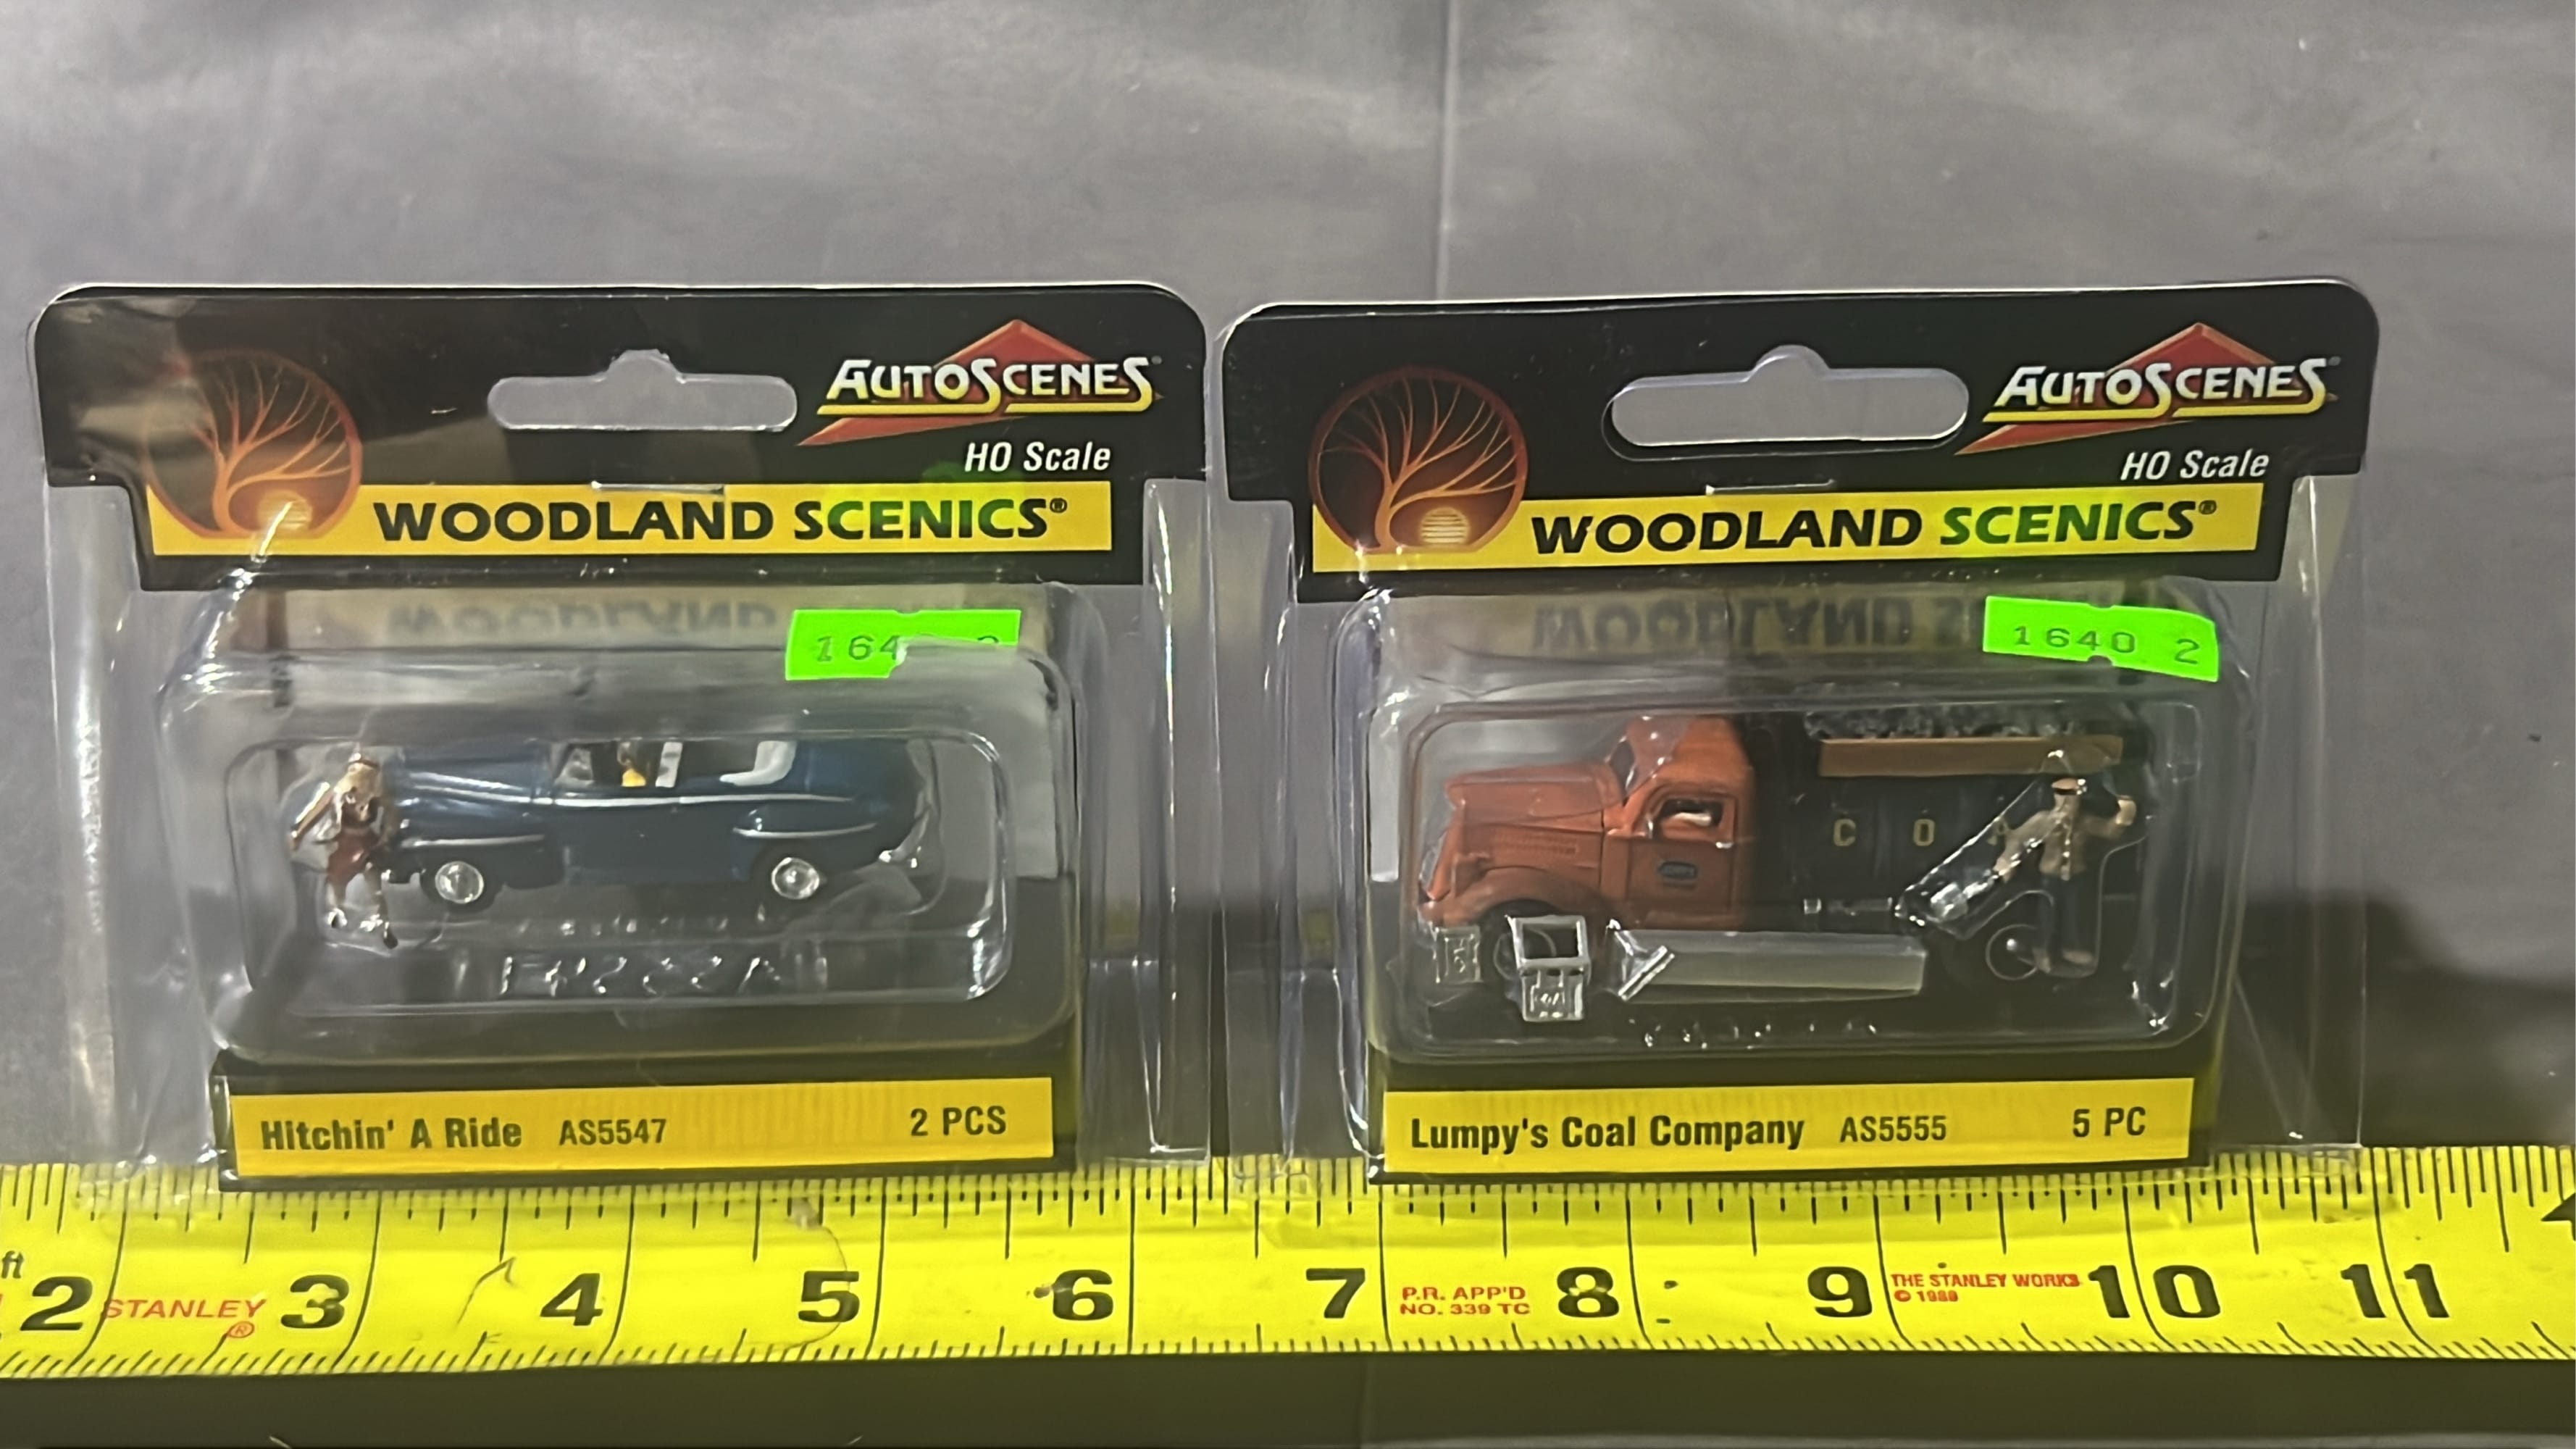 AUTOSCENES®
HO Scale
WOODLAND SCENICS®
164
Hitchin' A Ride AS5547 2 PCS
AUTOSCENES®
HO Scale
WOODLAND SCENICS®
1640 2
C O
Lumpy's Coal Company AS5555 5 PC
ft
2 STANLEY® 3 4 5 6 7 P.R. APP'D 8 9 THE STANLEY WORKS 10 11
NO. 339 TC